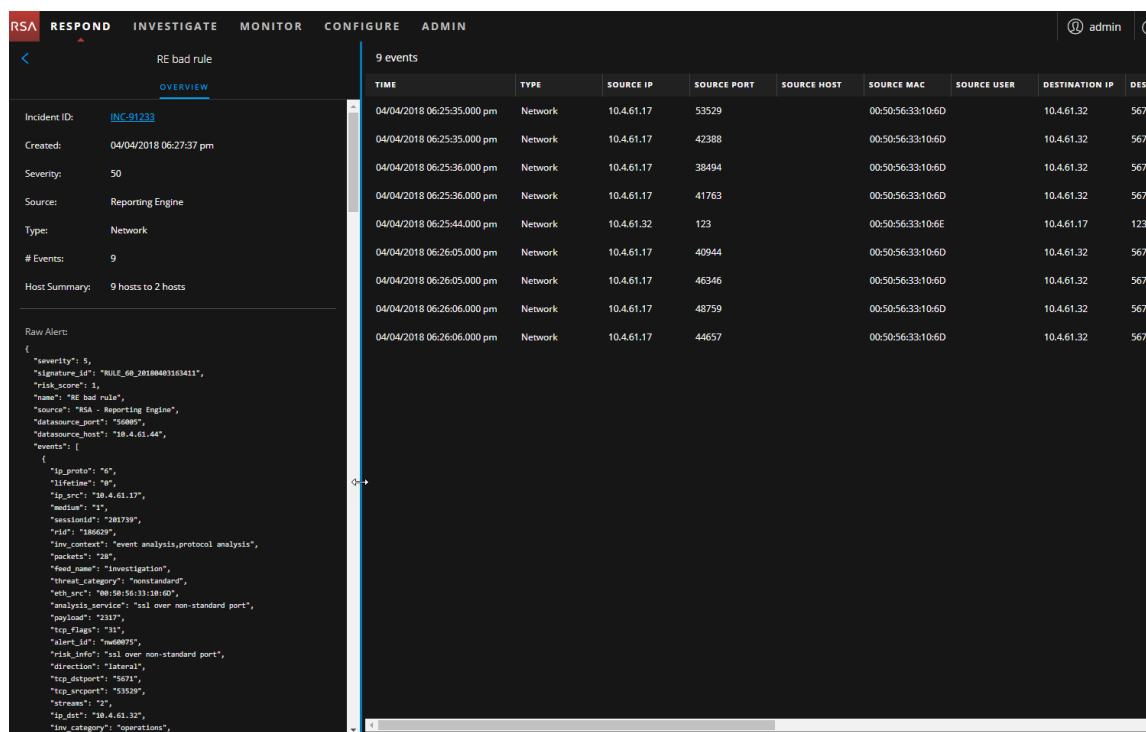 RSA RESPOND INVESTIGATE MONITOR CONFIGURE ADMIN admin
RE bad rule
OVERVIEW
Incident ID: INC-91233
Created: 04/04/2018 06:27:37 pm
Severity: 50
Source: Reporting Engine
Type: Network
# Events: 9
Host Summary: 9 hosts to 2 hosts
Raw Alert:
{
"severity": 5,
"signature_id": "RULE_60_20180403163411",
"risk_score": 1,
"name": "RE bad rule",
"source": "RSA - Reporting Engine",
"datasource_port": "56005",
"datasource_host": "10.4.61.44",
"events": [
{
"ip_proto": "6",
"lifetime": "0",
"ip_src": "10.4.61.17",
"medium": "1",
"sessionid": "201739",
"rid": "186629",
"inv_context": "event analysis,protocol analysis",
"packets": "28",
"feed_name": "investigation",
"threat_category": "nonstandard",
"eth_src": "00:50:56:33:10:6D",
"analysis_service": "ssl over non-standard port",
"payload": "2317",
"tcp_flags": "31",
"alert_id": "nw60075",
"risk_info": "ssl over non-standard port",
"direction": "lateral",
"tcp_dstport": "5671",
"tcp_srcport": "53529",
"streams": "2",
"ip_dst": "10.4.61.32",
"inv_category": "operations",
9 events
TIME TYPE SOURCE IP SOURCE PORT SOURCE HOST SOURCE MAC SOURCE USER DESTINATION IP DES
04/04/2018 06:25:35.000 pm Network 10.4.61.17 53529 00:50:56:33:10:6D 10.4.61.32 567
04/04/2018 06:25:35.000 pm Network 10.4.61.17 42388 00:50:56:33:10:6D 10.4.61.32 567
04/04/2018 06:25:36.000 pm Network 10.4.61.17 38494 00:50:56:33:10:6D 10.4.61.32 567
04/04/2018 06:25:36.000 pm Network 10.4.61.17 41763 00:50:56:33:10:6D 10.4.61.32 567
04/04/2018 06:25:44.000 pm Network 10.4.61.32 123 00:50:56:33:10:6E 10.4.61.17 123
04/04/2018 06:26:05.000 pm Network 10.4.61.17 40944 00:50:56:33:10:6D 10.4.61.32 567
04/04/2018 06:26:05.000 pm Network 10.4.61.17 46346 00:50:56:33:10:6D 10.4.61.32 567
04/04/2018 06:26:06.000 pm Network 10.4.61.17 48759 00:50:56:33:10:6D 10.4.61.32 567
04/04/2018 06:26:06.000 pm Network 10.4.61.17 44657 00:50:56:33:10:6D 10.4.61.32 567